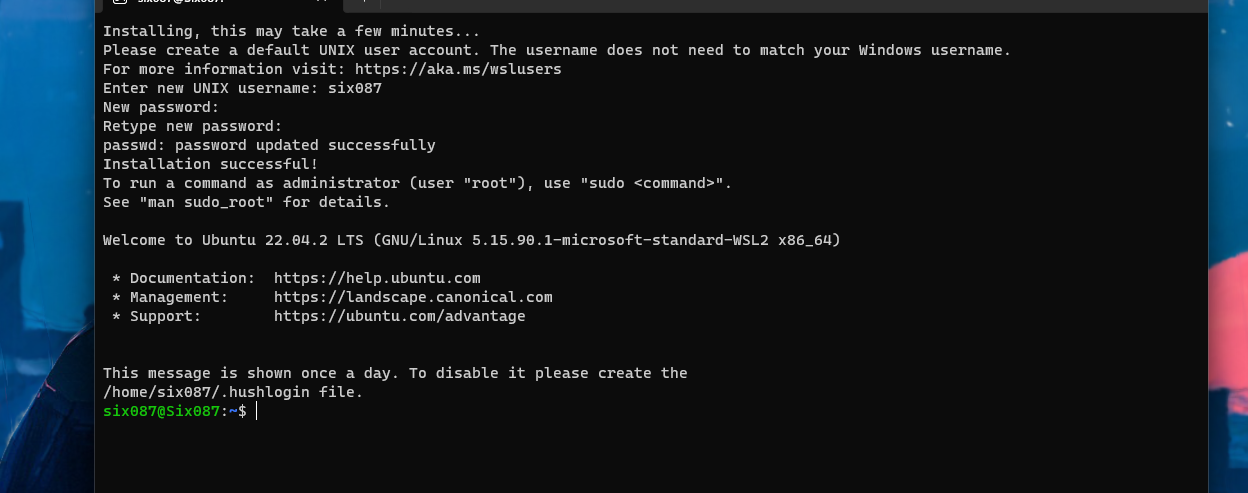 Installing, this may take a few minutes...
Please create a default UNIX user account. The username does not need to match your Windows username.
For more information visit: https://aka.ms/wslusers
Enter new UNIX username: six087
New password:
Retype new password:
passwd: password updated successfully
Installation successful!
To run a command as administrator (user "root"), use "sudo <command>".
See "man sudo_root" for details.
Welcome to Ubuntu 22.04.2 LTS (GNU/Linux 5.15.90.1-microsoft-standard-WSL2 x86_64)
* Documentation: https://help.ubuntu.com
* Management: https://landscape.canonical.com
* Support: https://ubuntu.com/advantage
This message is shown once a day. To disable it please create the
/home/six087/.hushlogin file.
six087@Six087:~$